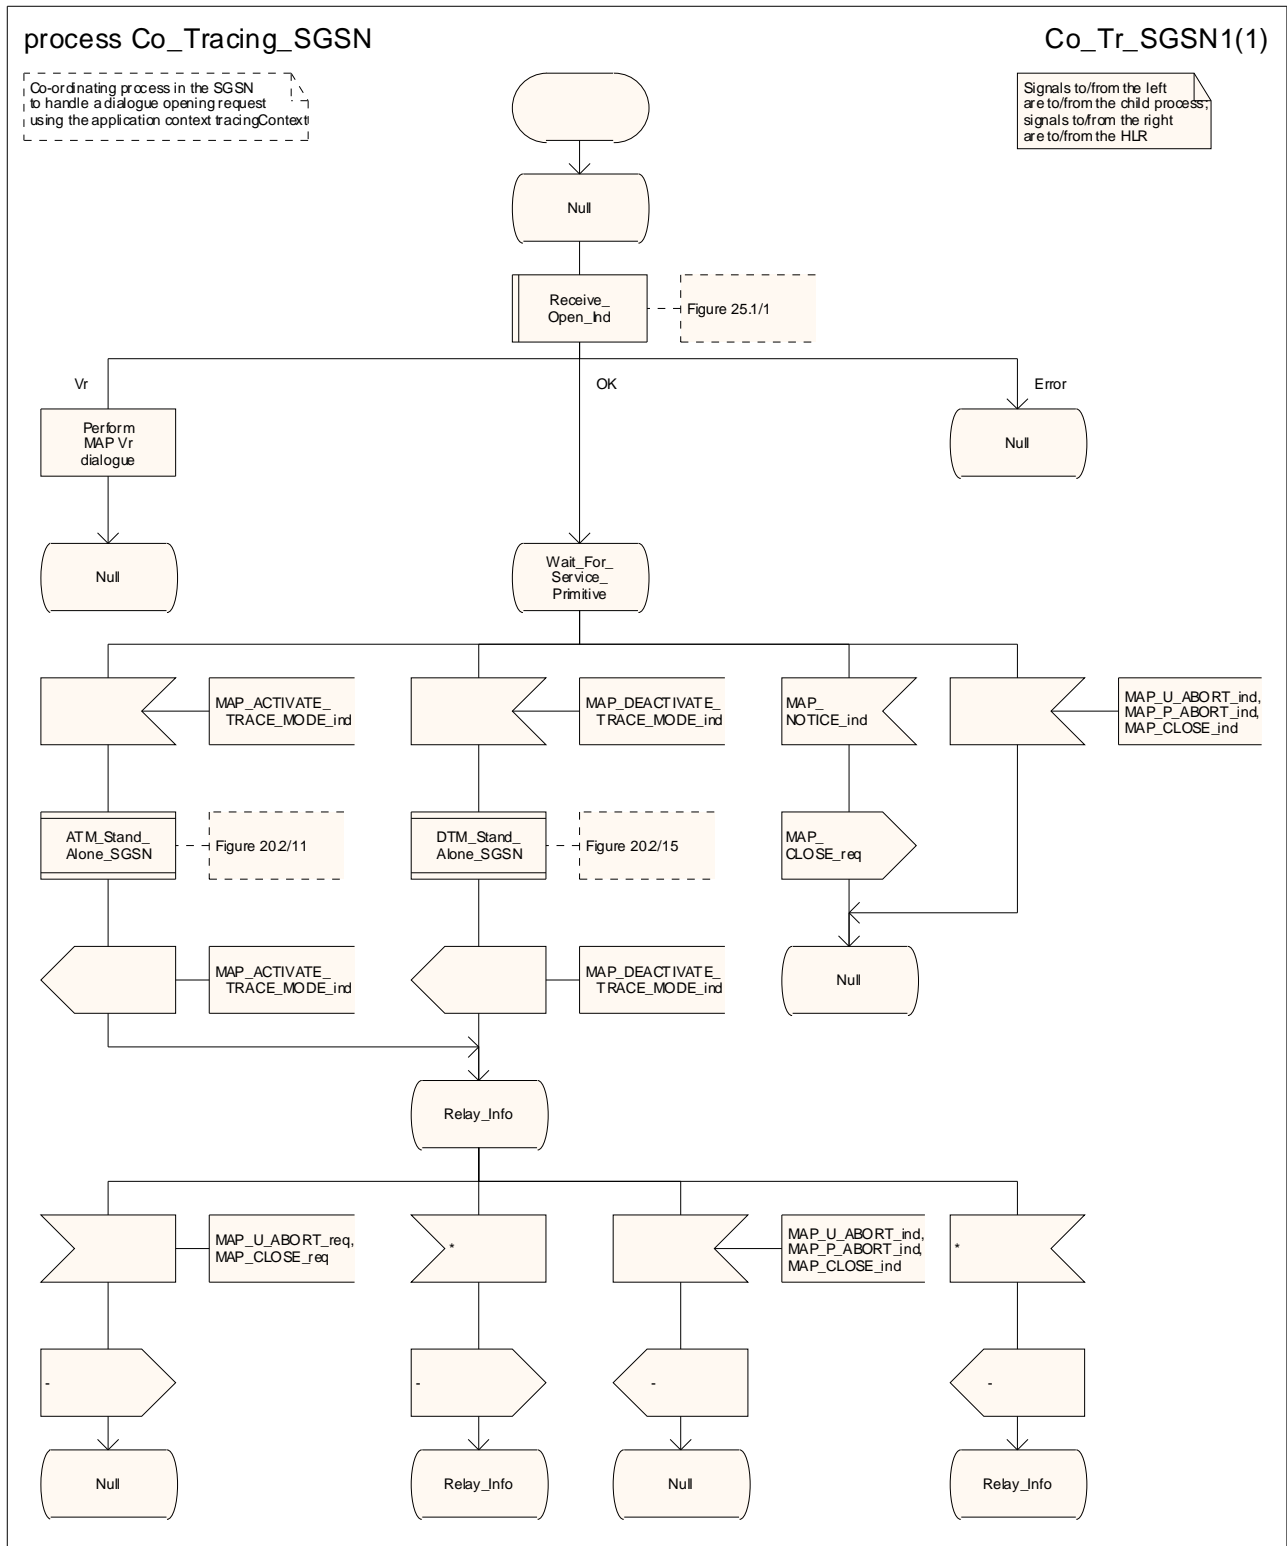 process Co_Tracing_SGSN
Co_Tr_SGSN1(1)
Co-ordinating process in the SGSN
to handle a dialogue opening request
using the application context tracingContext
Signals to/from the left
are to/from the child process;
signals to/from the right
are to/from the HLR
Null
Receive_
Open_Ind
Figure 25.1/1
Vr
OK
Error
Perform
MAP Vr
dialogue
Null
Null
Wait_For_
Service_
Primitive
MAP_ACTIVATE_
TRACE_MODE_ind
MAP_DEACTIVATE_
TRACE_MODE_ind
MAP_
NOTICE_ind
MAP_U_ABORT_ind,
MAP_P_ABORT_ind,
MAP_CLOSE_ind
ATM_Stand_
Alone_SGSN
Figure 20.2/11
DTM_Stand_
Alone_SGSN
Figure 20.2/15
MAP_
CLOSE_req
MAP_ACTIVATE_
TRACE_MODE_ind
MAP_DEACTIVATE_
TRACE_MODE_ind
Null
Relay_Info
MAP_U_ABORT_req,
MAP_CLOSE_req
*
MAP_U_ABORT_ind,
MAP_P_ABORT_ind,
MAP_CLOSE_ind
*
-
-
-
-
Null
Relay_Info
Null
Relay_Info